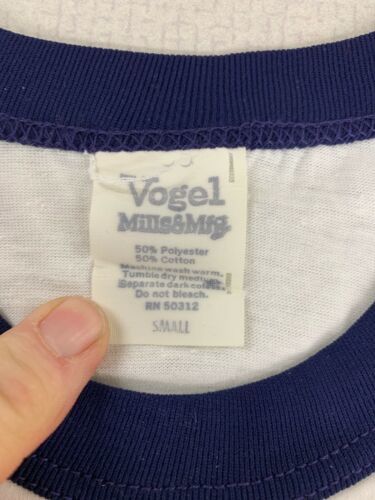 Vogel
Mills&Mfg.
50% Polyester
50% Cotton
Machine wash warm.
Tumble dry medium.
Separate dark colors.
Do not bleach.
RN 50312
SMALL